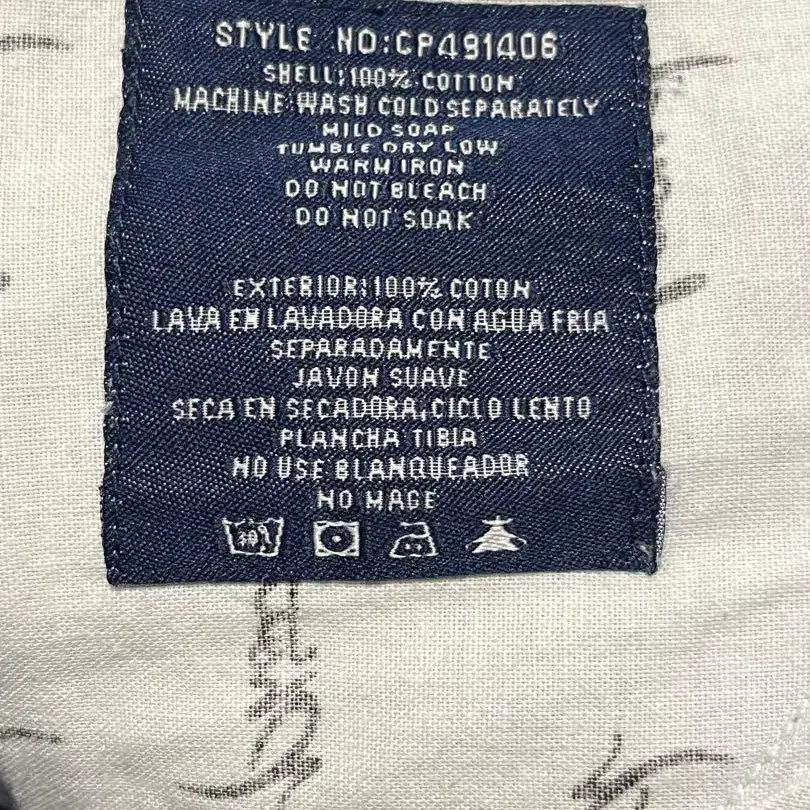 STYLE NO:CP491406
SHELL:100% COTTON
MACHINE WASH COLD SEPARATELY
MILD SOAP
TUMBLE DRY LOW
WARM IRON
DO NOT BLEACH
DO NOT SOAK
EXTERIOR:100% COTON
LAVA EN LAVADORA CON AGUA FRIA
SEPARADAMENTE
JAVON SUAVE
SECA EN SECADORA,CICLO LENTO
PLANCHA TIBIA
NO USE BLANQUEADOR
NO MAGE
30